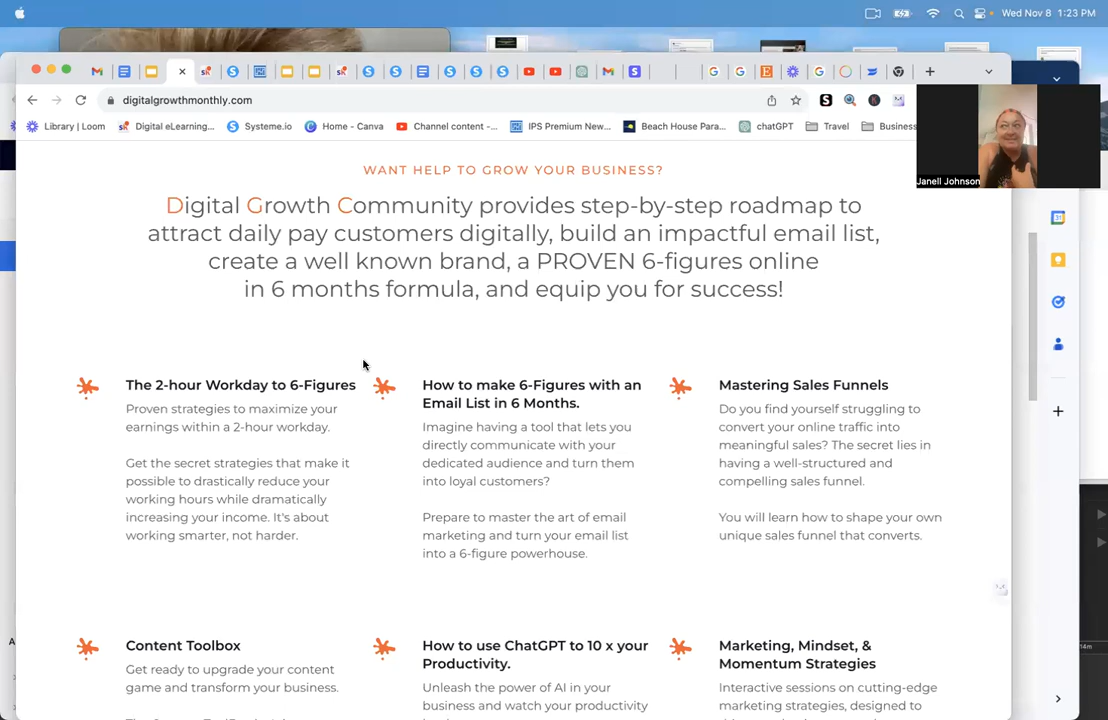 Wed Nov 8 1:23 PM
digitalgrowthmonthly.com
Library | Loom
Digital eLearning...
Systeme.io
Home - Canva
Channel content -...
IPS Premium New...
Beach House Para...
chatGPT
Travel
Business
Janell Johnson
WANT HELP TO GROW YOUR BUSINESS?
Digital Growth Community provides step-by-step roadmap to
attract daily pay customers digitally, build an impactful email list,
create a well known brand, a PROVEN 6-figures online
in 6 months formula, and equip you for success!
The 2-hour Workday to 6-Figures
Proven strategies to maximize your
earnings within a 2-hour workday.
Get the secret strategies that make it
possible to drastically reduce your
working hours while dramatically
increasing your income. It's about
working smarter, not harder.
How to make 6-Figures with an
Email List in 6 Months.
Imagine having a tool that lets you
directly communicate with your
dedicated audience and turn them
into loyal customers?
Prepare to master the art of email
marketing and turn your email list
into a 6-figure powerhouse.
Mastering Sales Funnels
Do you find yourself struggling to
convert your online traffic into
meaningful sales? The secret lies in
having a well-structured and
compelling sales funnel.
You will learn how to shape your own
unique sales funnel that converts.
Content Toolbox
Get ready to upgrade your content
game and transform your business.
How to use ChatGPT to 10 x your
Productivity.
Unleash the power of AI in your
business and watch your productivity
Marketing, Mindset, &
Momentum Strategies
Interactive sessions on cutting-edge
marketing strategies, designed to
14m